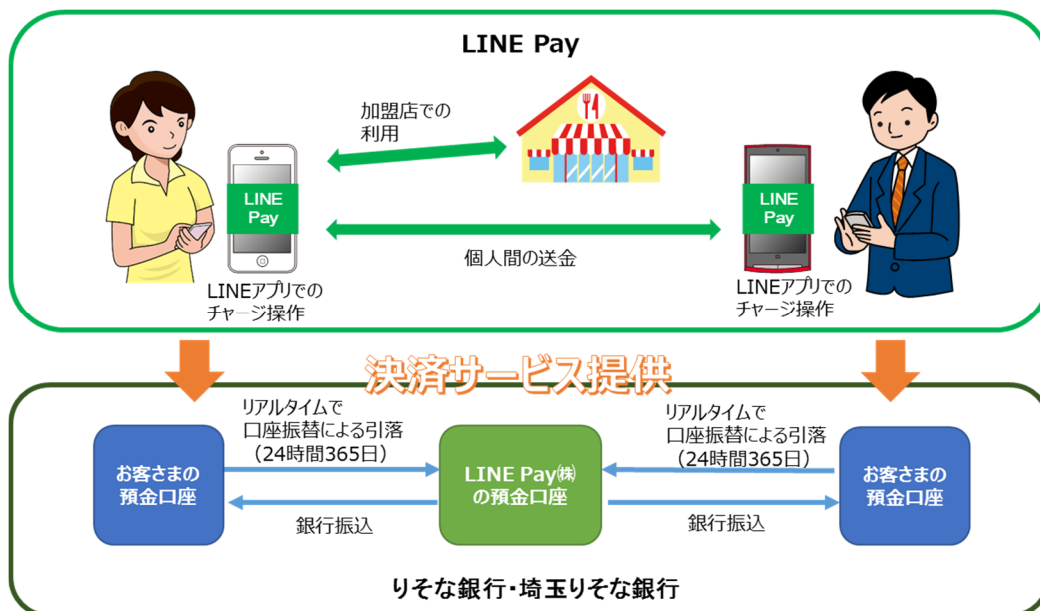 LINE Pay
加盟店での
利用
LINE
Pay
LINE
Pay
個人間の送金
LINEアプリでの
チャージ操作
LINEアプリでの
チャージ操作
決済サービス提供
リアルタイムで
口座振替による引落
（24時間365日）
リアルタイムで
口座振替による引落
（24時間365日）
お客さまの
預金口座
LINE Pay㈱
の預金口座
お客さまの
預金口座
銀行振込
銀行振込
りそな銀行・埼玉りそな銀行